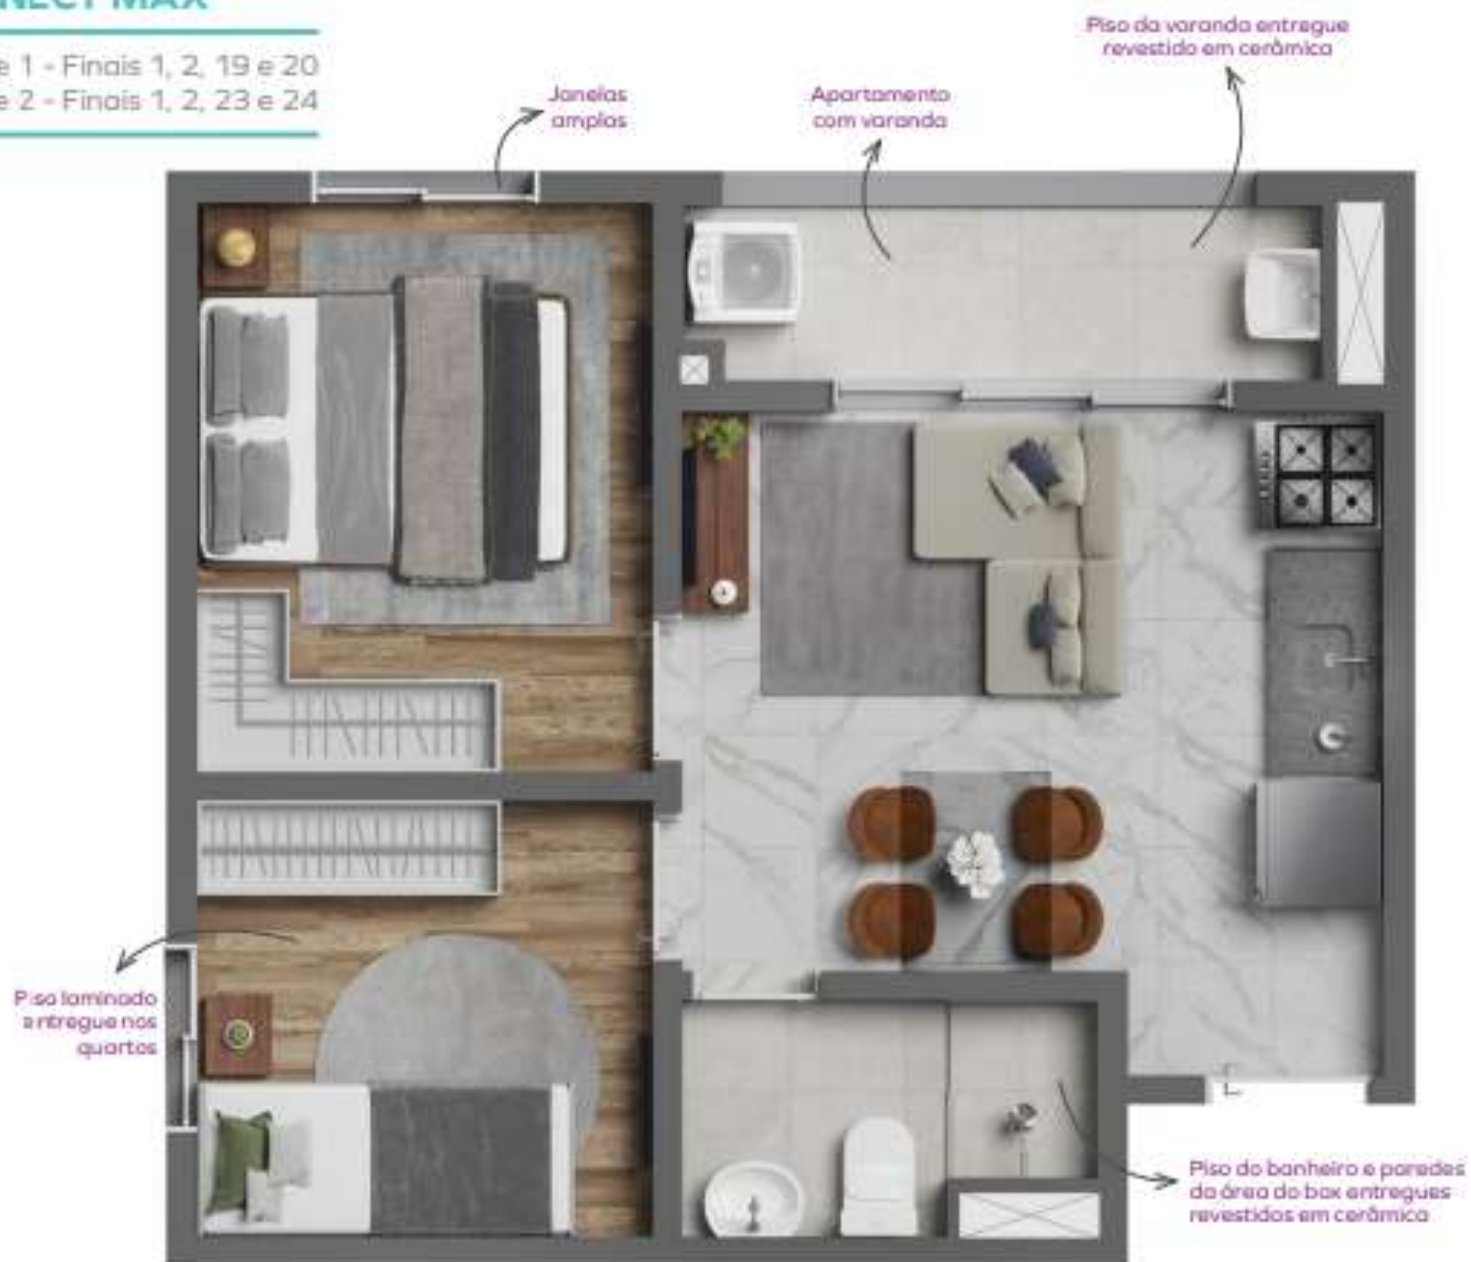 NECT MAX
e 1 - Finais 1, 2, 19 e 20
e 2 - Finais 1, 2, 23 e 24
Janelas
amplas
Apartamento
com varanda
Piso da varanda entregue
revestido em cerâmica
Piso laminado
entregue nos
quartos
Piso do banheiro e paredes
da área do box entregues
revestidos em cerâmica